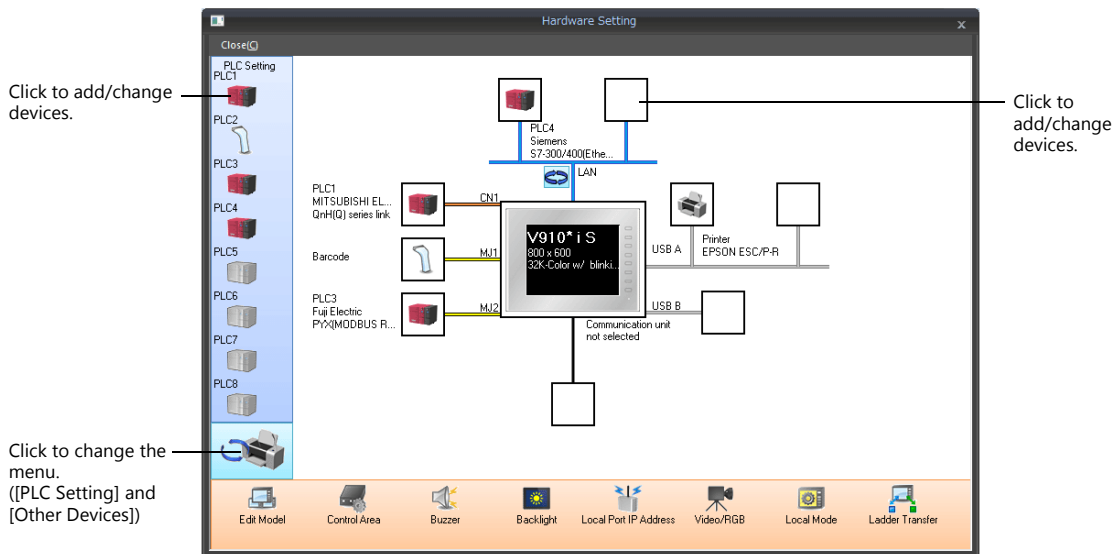 Hardware Setting
x
Close(C)
Click to add/change
devices.
Click to change the
menu.
([PLC Setting] and
[Other Devices])
PLC Setting
PLC1
PLC2
PLC3
PLC4
PLC5
PLC6
PLC7
PLC8
PLC4
Siemens
S7-300/400(Ethe...
LAN
PLC1
MITSUBISHI EL...
QnH(Q) series link
CN1
Barcode
MJ1
PLC3
Fuji Electric
PYX(MODBUS R...
MJ2
V910* i S
800 x 600
32K-Color w/ blinki...
USB A
Printer
EPSON ESC/P-R
USB B
Communication unit
not selected
Click to
add/change
devices.
Edit Model
Control Area
Buzzer
Backlight
Local Port IP Address
Video/RGB
Local Mode
Ladder Transfer